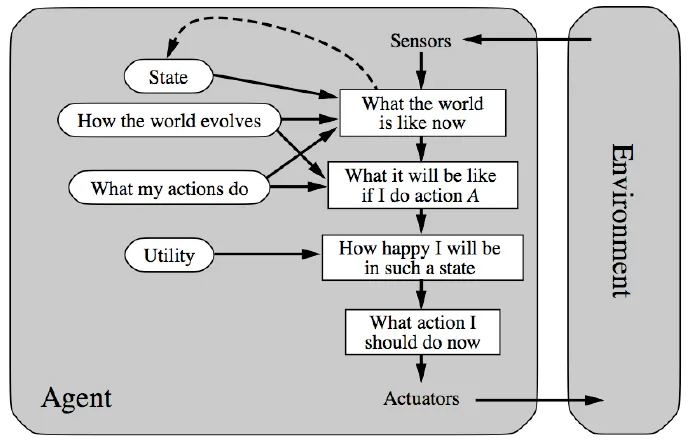 Sensors
State
What the world
is like now
How the world evolves
What my actions do
What it will be like
if I do action A
Utility
How happy I will be
in such a state
What action I
should do now
Agent
Actuators
Environment